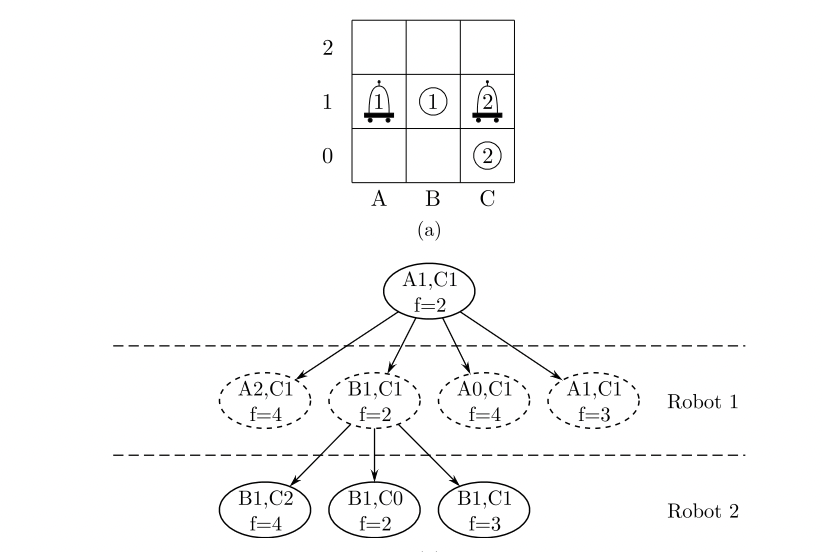 2
1 1 1 2
0 2
A B C
(a)
A1,C1
f=2
A2,C1 B1,C1 A0,C1 A1,C1
f=4 f=2 f=4 f=3
Robot 1
B1,C2 B1,C0 B1,C1
f=4 f=2 f=3
Robot 2